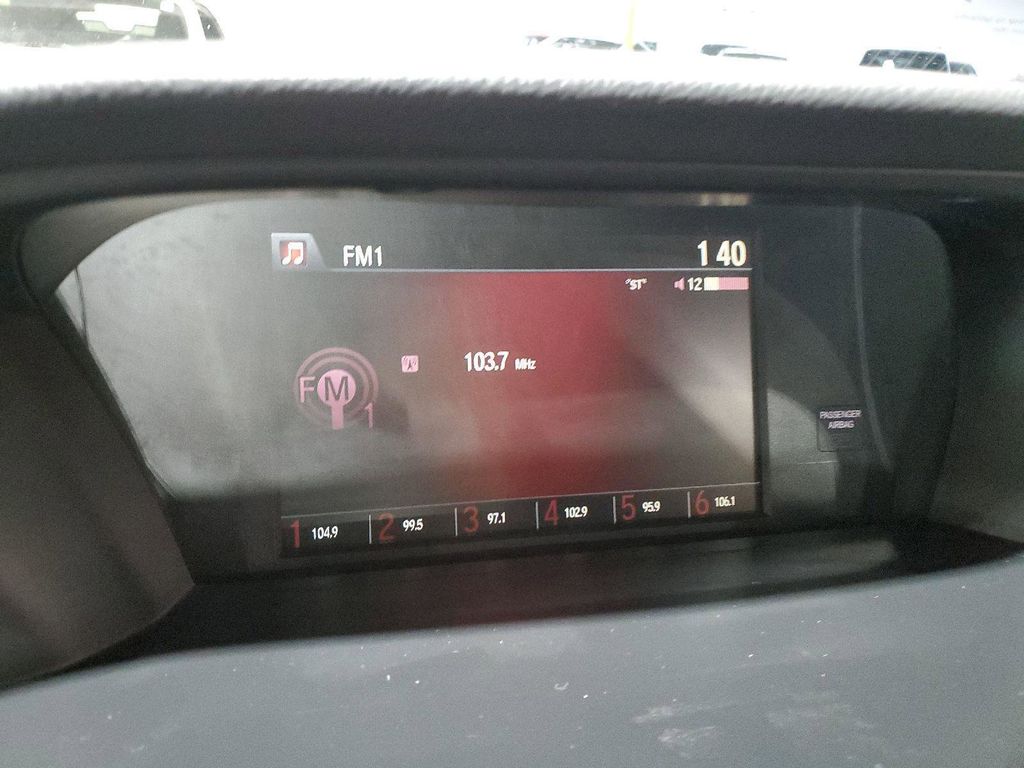 FM1 1 40
"ST" 12
103.7 MHz
FM 1
PASSENGER
AIRBAG
1 104.9 2 99.5 3 97.1 4 102.9 5 95.9 6 106.1